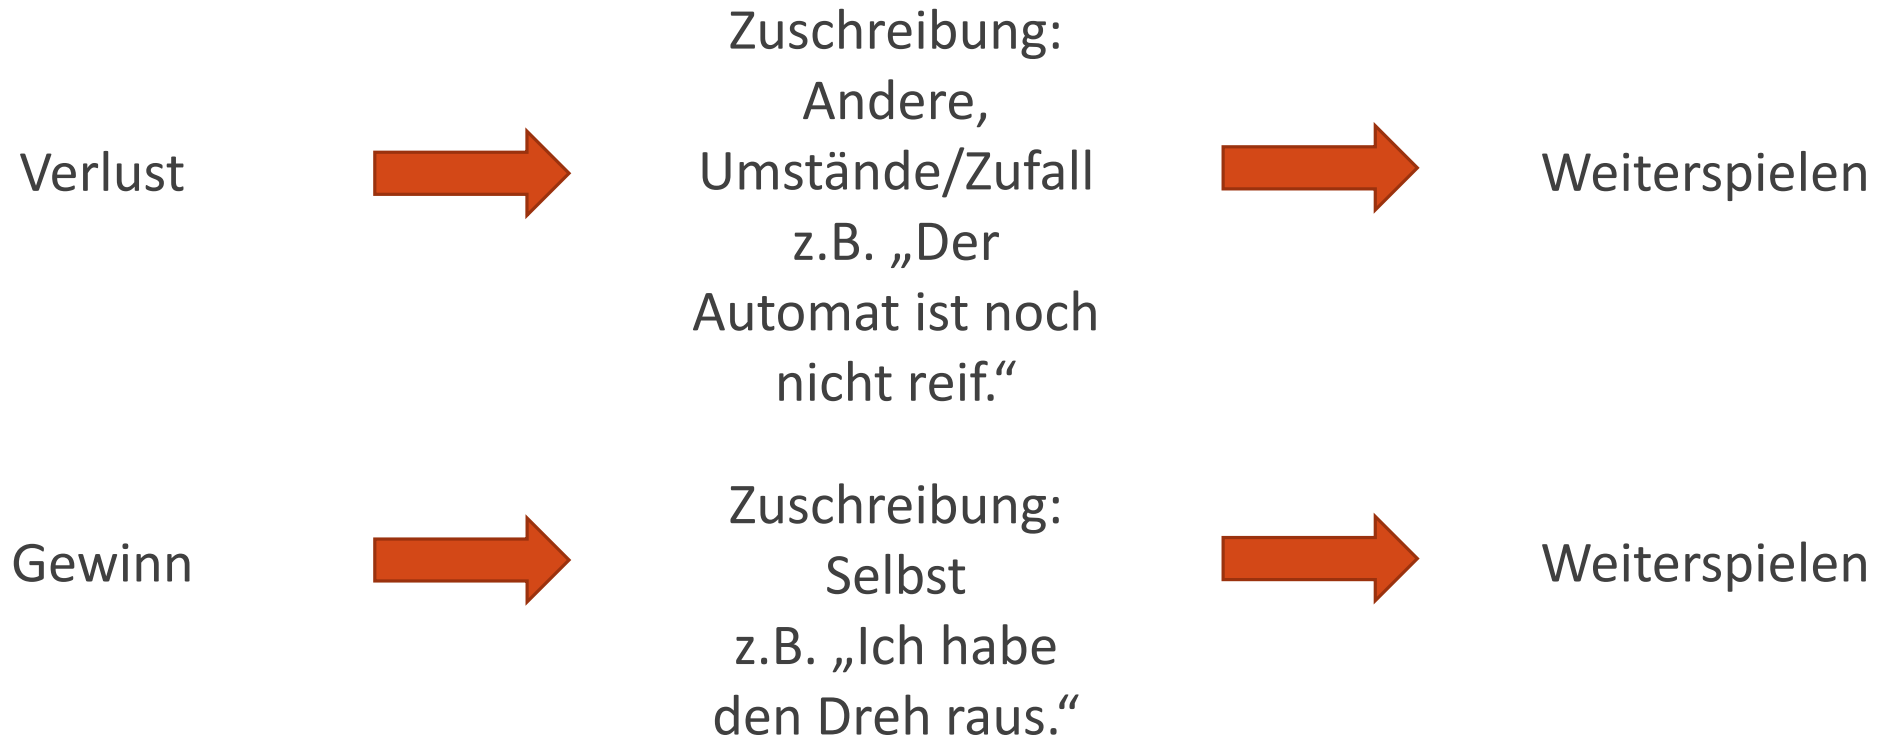 Verlust
Zuschreibung:
Andere,
Umstände/Zufall
z.B. „Der
Automat ist noch
nicht reif.“
Weiterspielen
Gewinn
Zuschreibung:
Selbst
z.B. „Ich habe
den Dreh raus.“
Weiterspielen